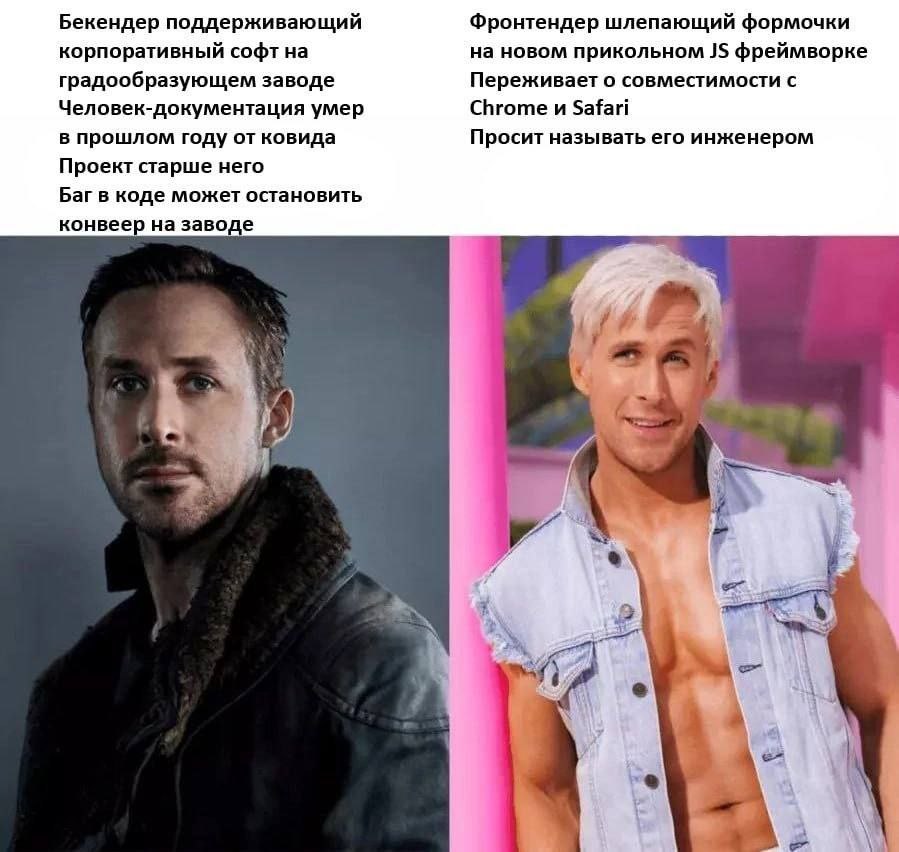 Бекендер поддерживающий
корпоративный софт на
градообразующем заводе
Человек-документация умер
в прошлом году от ковида
Проект старше него
Баг в коде может остановить
конвеер на заводе
Фронтендер шлепающий формочки
на новом прикольном JS фреймворке
Переживает о совместимости с
Chrome и Safari
Просит называть его инженером